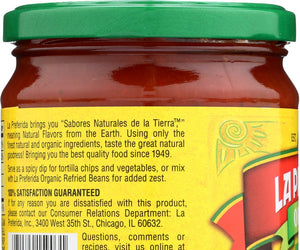 La Preferida brings you "Sabores Naturales de la Tierra,"™
meaning Natural Flavors from the Earth. Using only the
finest natural and organic ingredients, taste the great natural
goodness! Bringing you the best quality food since 1949.
Serve as a spicy dip for tortilla chips or vegetables, or mix
with La Preferida Organic Refried Beans for added zest.
100% SATISFACTION GUARANTEED
If for any reason you are dissatisfied with this product,
please contact our Consumer Relations Department: La
Preferida Inc., 3400 West 35th St., Chicago, IL 60632.
Questions, comments or
recipes, visit us online at
LA